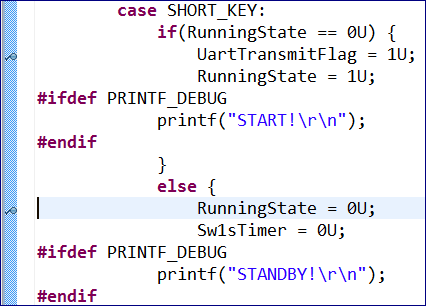 case SHORT_KEY:
if(RunningState == 0U) {
UartTransmitFlag = 1U;
RunningState = 1U;
#ifdef PRINTF_DEBUG
printf("START!\r\n");
#endif
}
else {
RunningState = 0U;
Sw1sTimer = 0U;
#ifdef PRINTF_DEBUG
printf("STANDBY!\r\n");
#endif